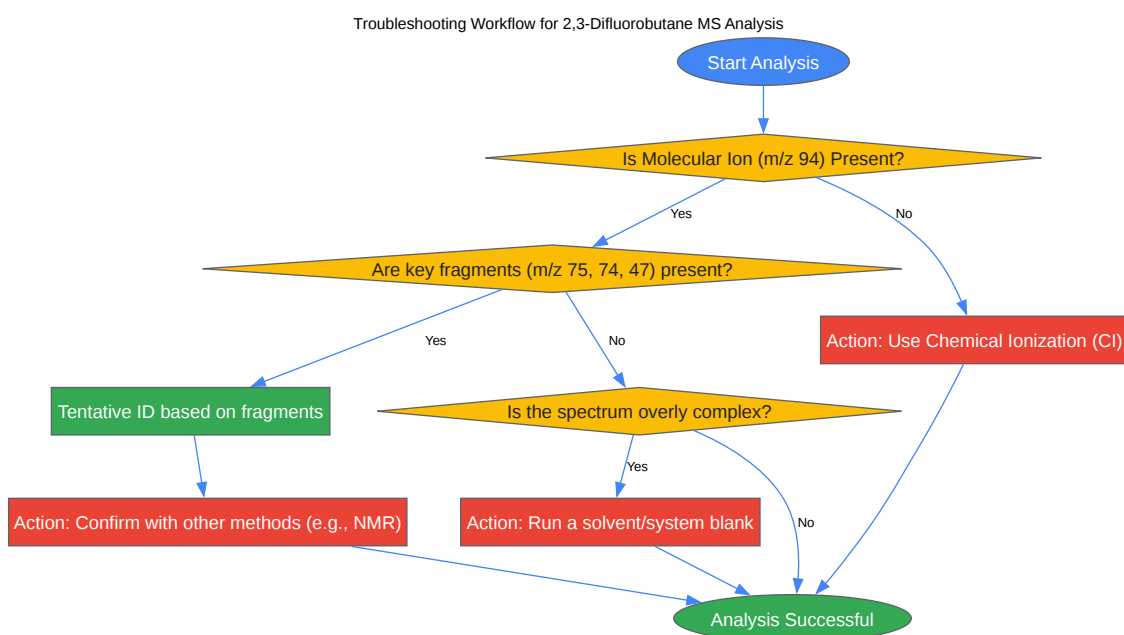 Troubleshooting Workflow for 2,3-Difluorobutane MS Analysis
Start Analysis
Is Molecular Ion (m/z 94) Present?
Yes
No
Are key fragments (m/z 75, 74, 47) present?
Yes
No
Action: Use Chemical Ionization (CI)
Tentative ID based on fragments
Is the spectrum overly complex?
Yes
No
Action: Confirm with other methods (e.g., NMR)
Action: Run a solvent/system blank
Analysis Successful